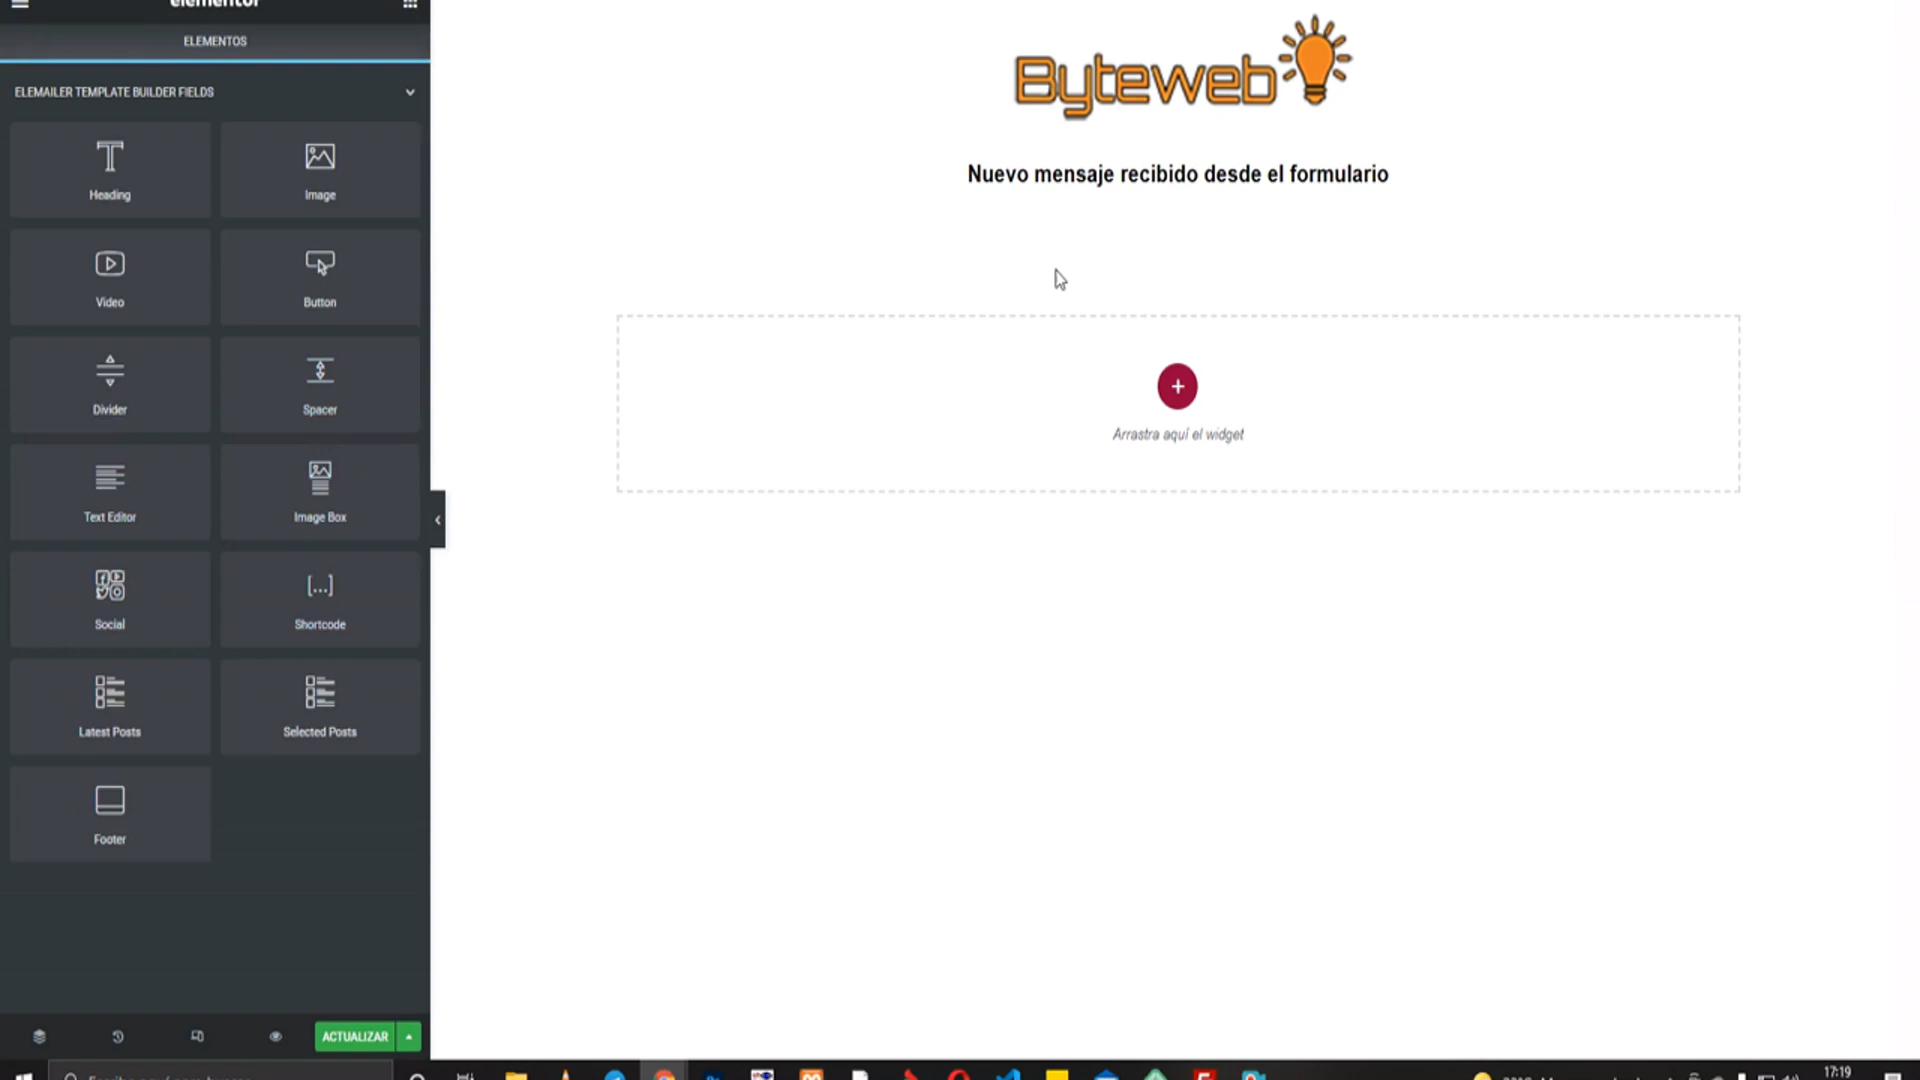 elementor
ELEMENTOS
ELEMAILER TEMPLATE BUILDER FIELDS
Heading
Image
Video
Button
Divider
Spacer
Text Editor
Image Box
Social
[...]
Shortcode
Latest Posts
Selected Posts
Footer
ACTUALIZAR
Byteweb
Nuevo mensaje recibido desde el formulario
+
Arrastra aquí el widget
17:19